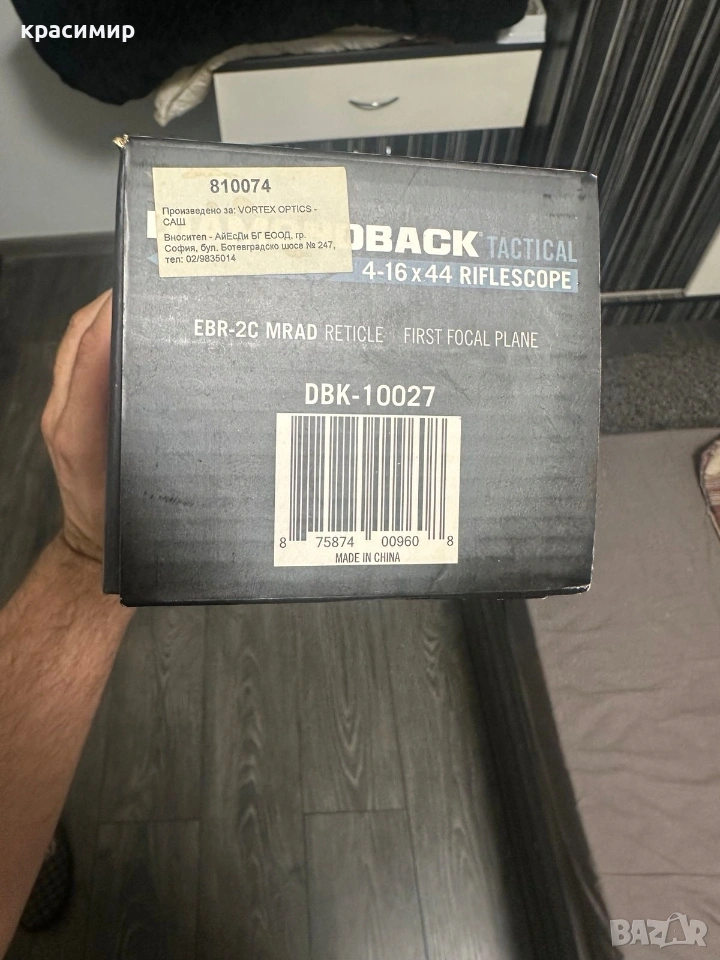 красимир
810074
Произведено за: VORTEX OPTICS -
САЩ
Вносител - АйЕсДи БГ ЕООД, гр.
София, бул. Ботевградско шосе № 247,
тел: 02/9835014
DBACK TACTICAL
4-16x44 RIFLESCOPE
EBR-2C MRAD RETICLE FIRST FOCAL PLANE
DBK-10027
8 75874 00960 8
MADE IN CHINA
BAZAR